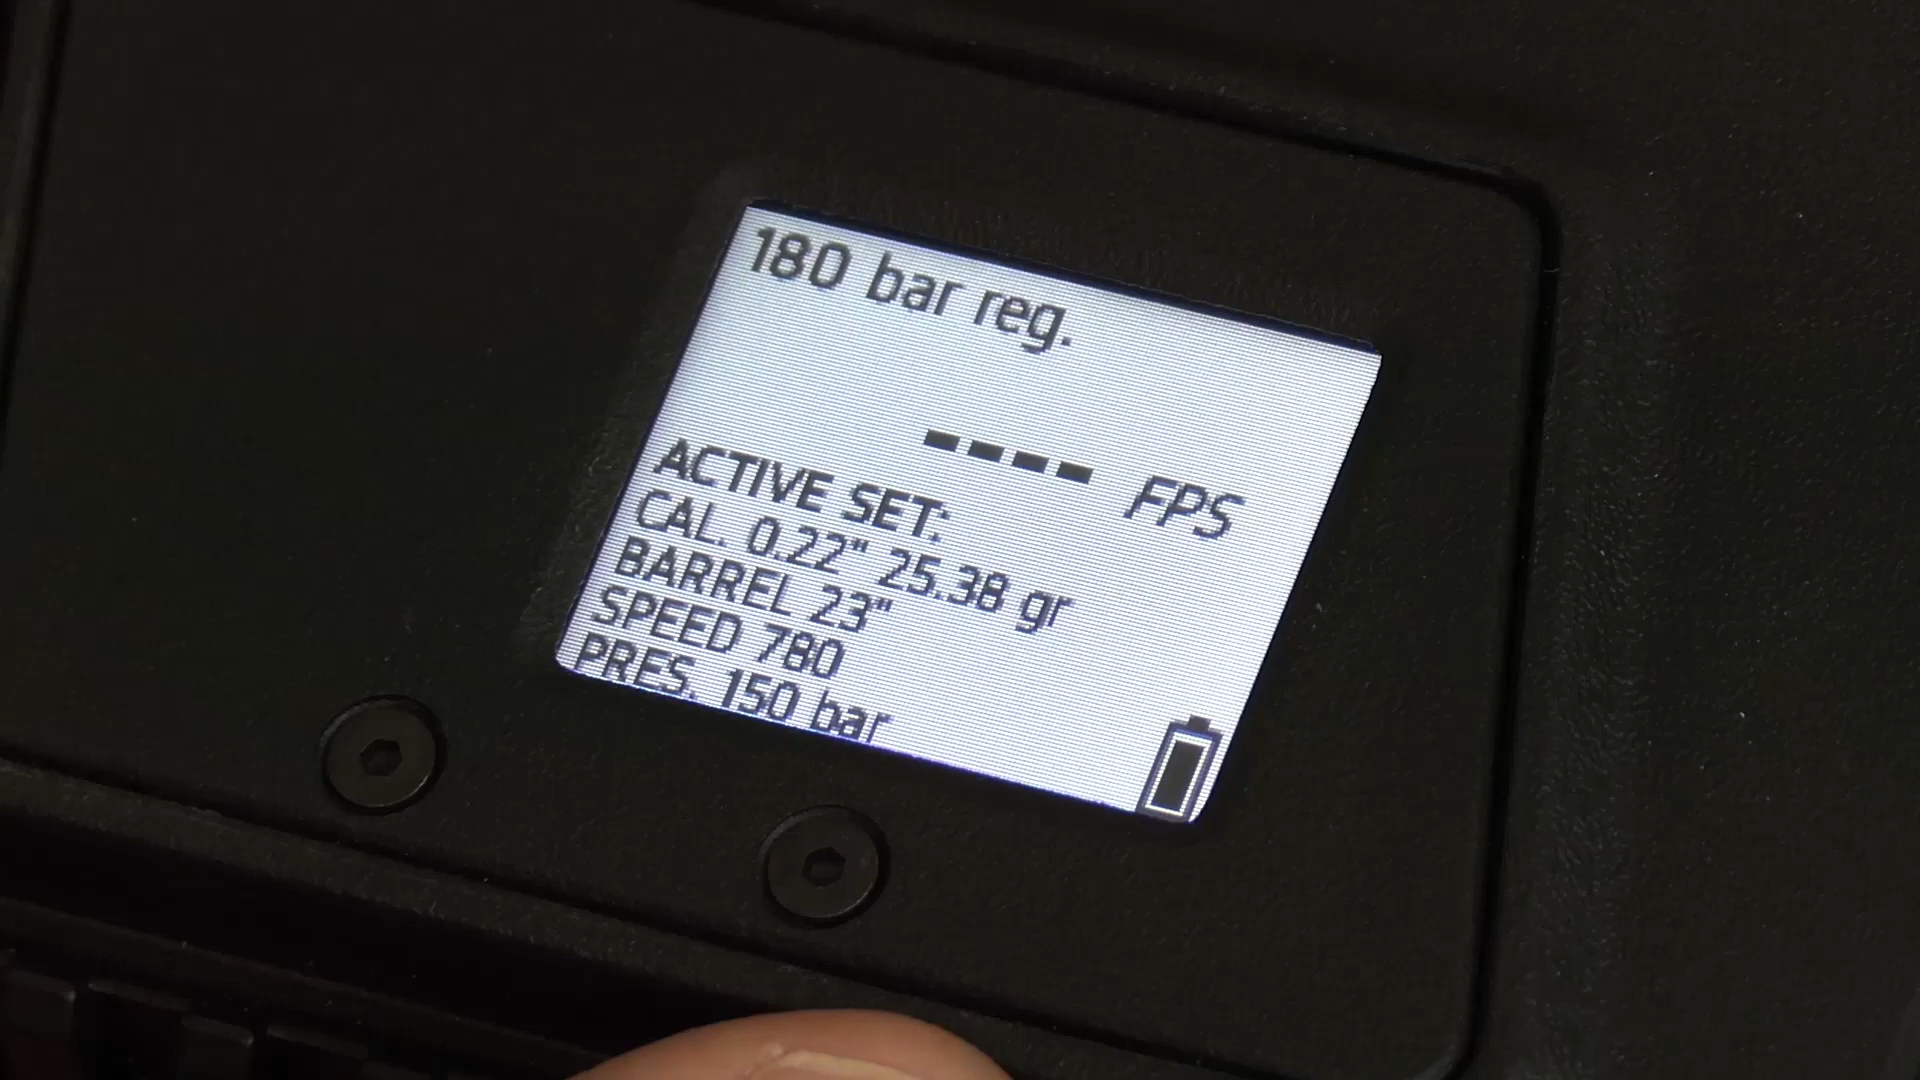 180 bar reg.
---- FPS
ACTIVE SET:
CAL. 0.22" 25.38 gr
BARREL 23"
SPEED 780
PRES. 150 bar